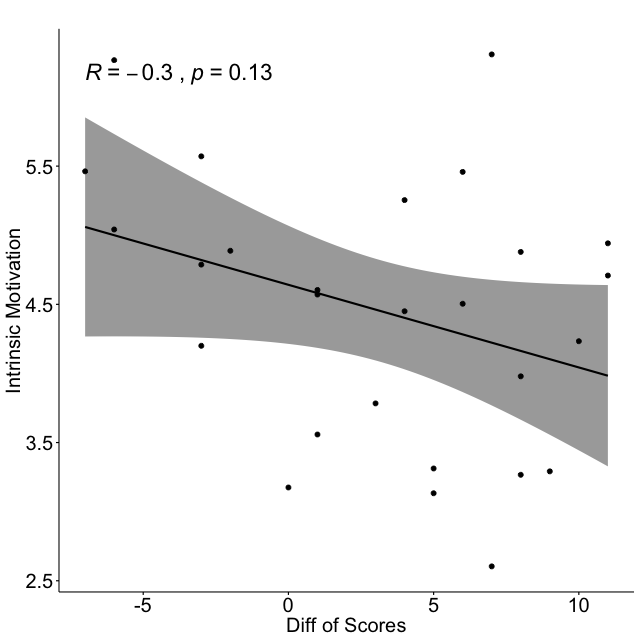 R = −0.3 , p = 0.13
5.5
4.5
3.5
2.5
Intrinsic Motivation
-5 0 5 10
Diff of Scores